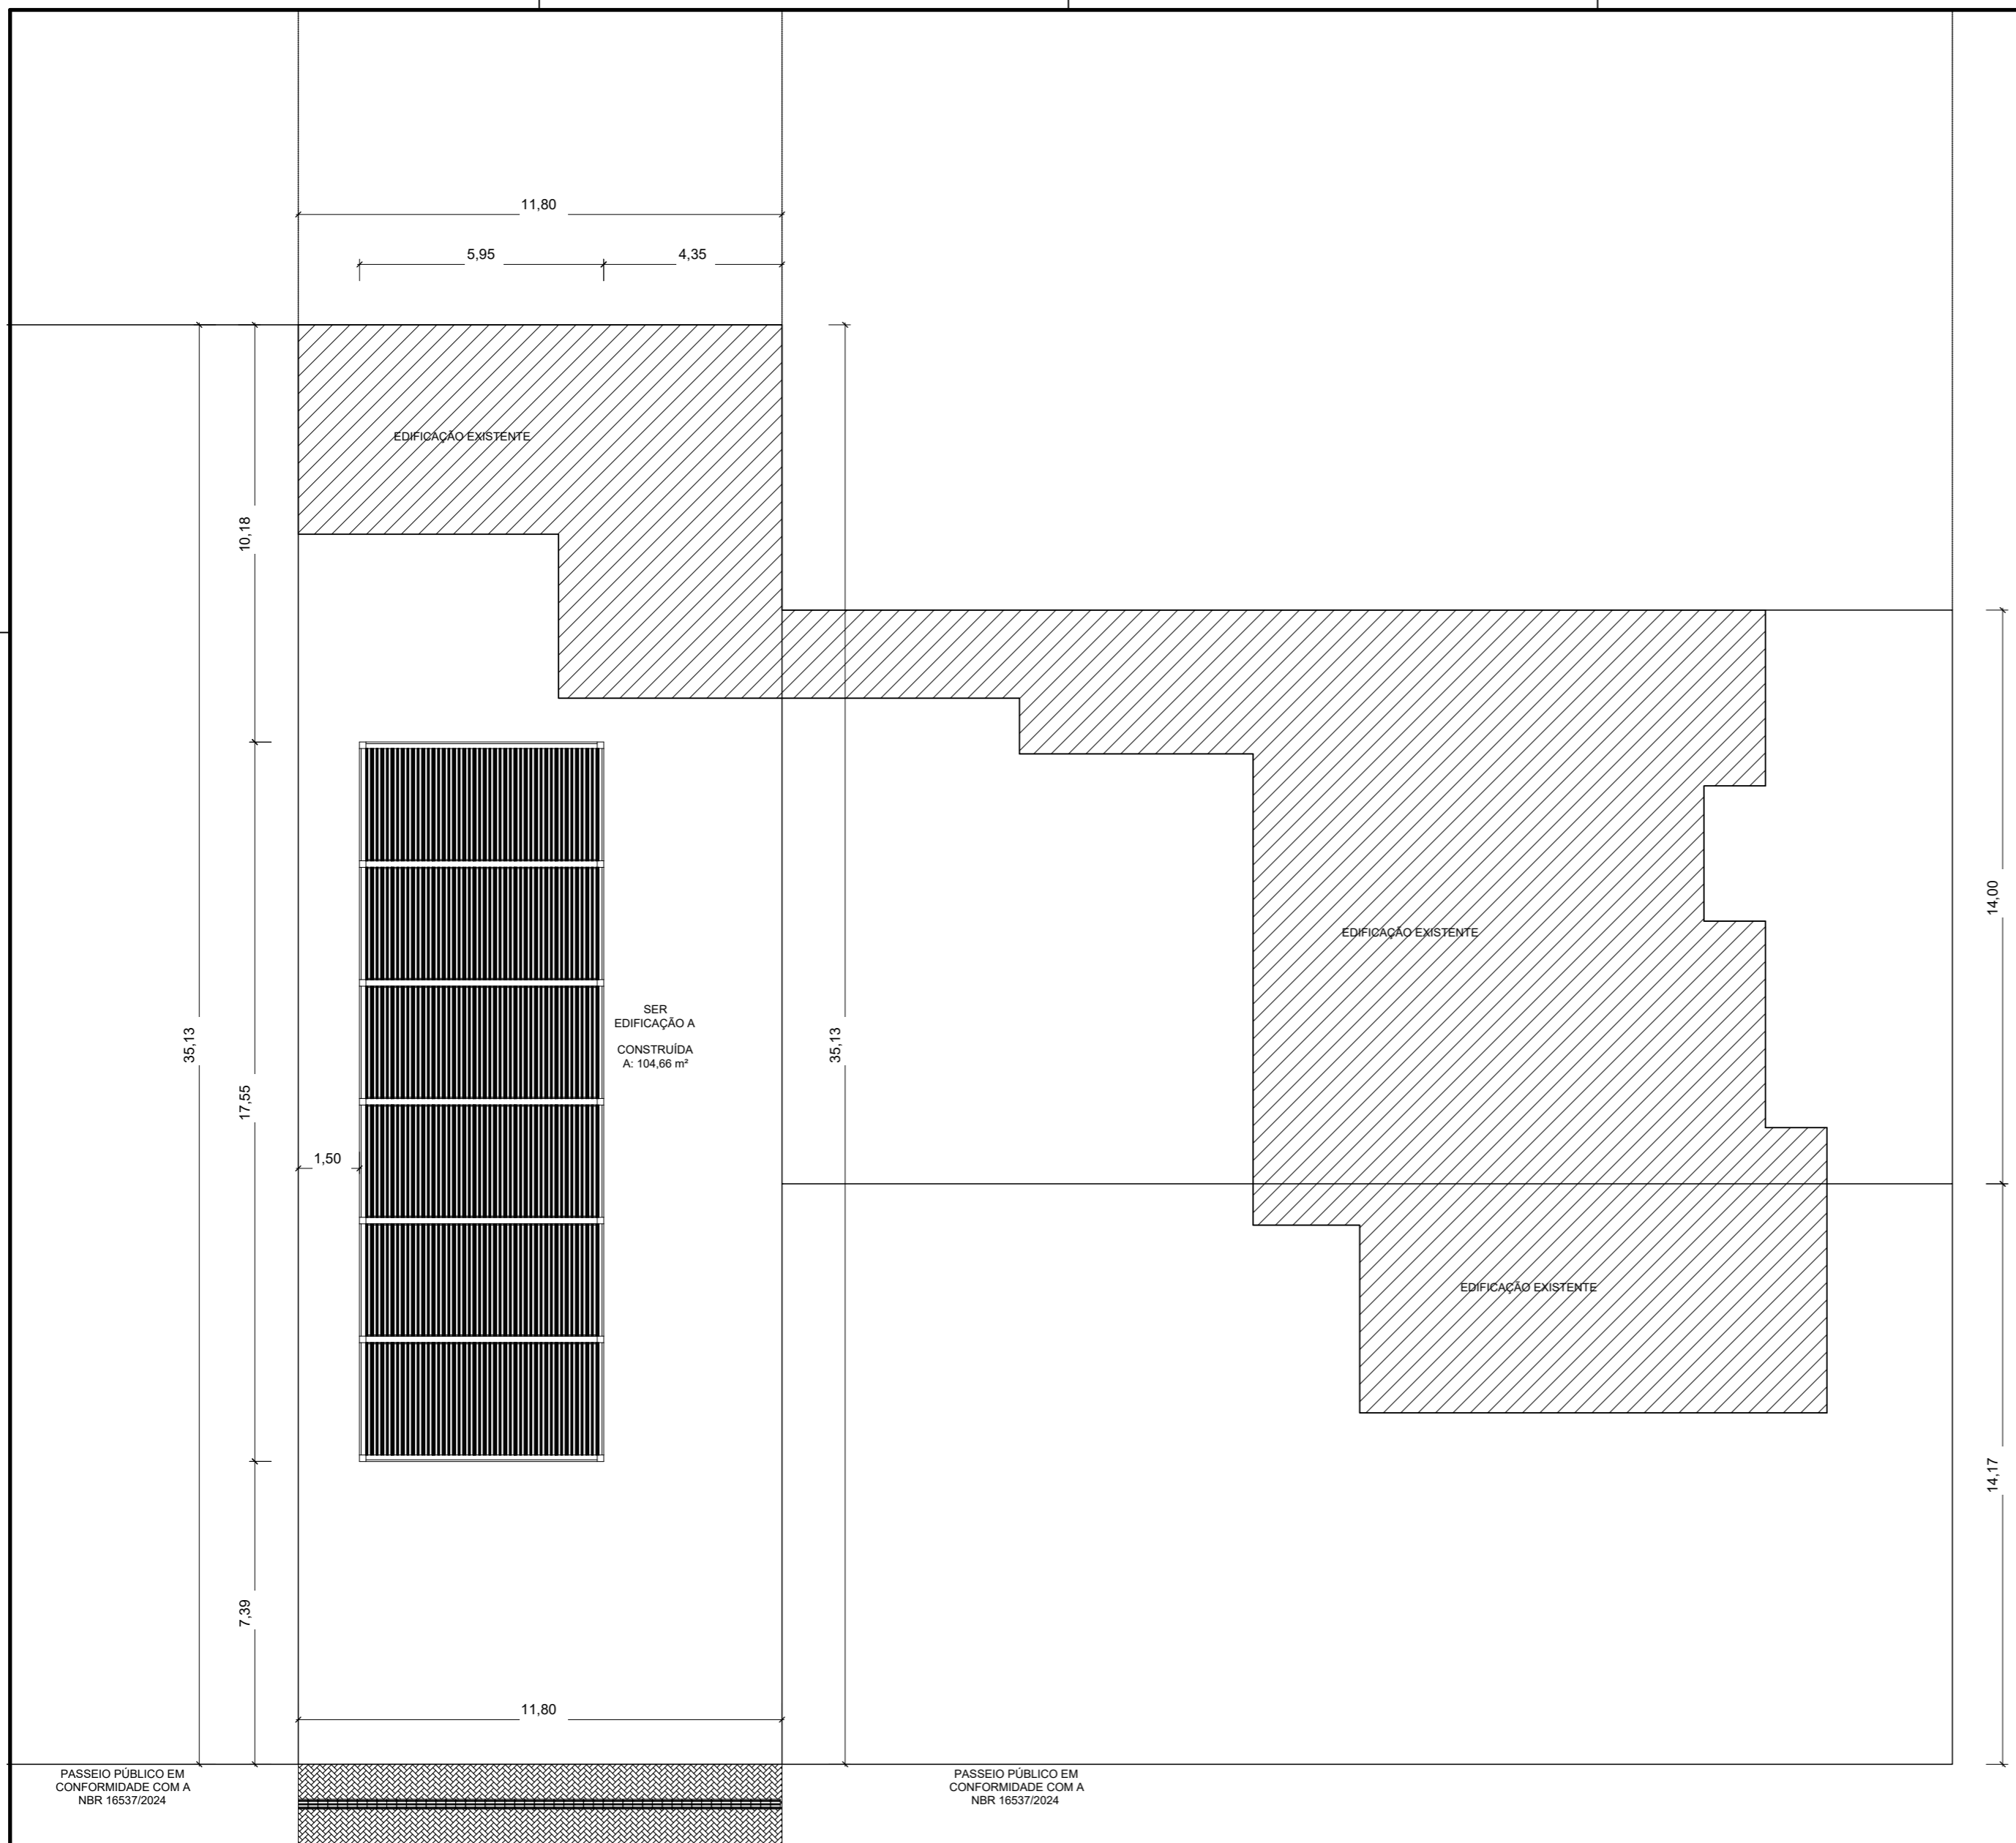 11,80
5,95
4,35
EDIFICAÇÃO EXISTENTE
10,18
14,00
EDIFICAÇÃO EXISTENTE
SER
EDIFICAÇÃO A
CONSTRUÍDA
A: 104,66 m²
35,13
35,13
17,55
1,50
EDIFICAÇÃO EXISTENTE
14,17
7,39
11,80
PASSEIO PÚBLICO EM
CONFORMIDADE COM A
NBR 16537/2024
PASSEIO PÚBLICO EM
CONFORMIDADE COM A
NBR 16537/2024